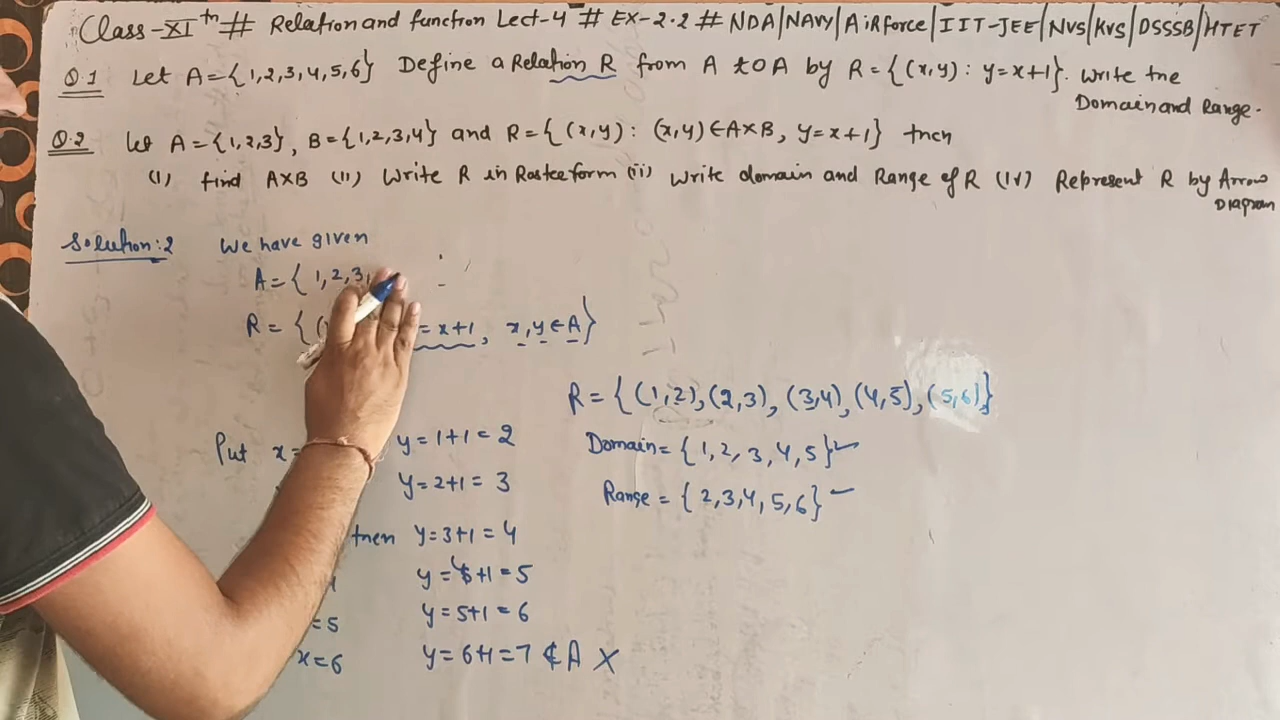 Class-XIth # Relation and function Lect-4 # EX-2.2 # NDA/NAVY/AiRforce/IIT-JEE/NVS/KVS/DSSSB/HTET
Q.1 Let A={1,2,3,4,5,6} Define a Relation R from A to A by R={(x,y): y=x+1}. Write the
Domain and Range.
Q.2 Let A={1,2,3}, B={1,2,3,4} and R={(x,y): (x,y)∈A×B, y=x+1} then
(i) find A×B (ii) Write R in Rostee form (iii) Write domain and Range of R (iv) Represent R by Arrow
Diagram
Solution:2 We have given
A={1,2,3,
R={( =x+1, x,y∈A}
R={(1,2),(2,3),(3,4),(4,5),(5,6)}
Put x= y=1+1=2 Domain={1,2,3,4,5}
y=2+1=3 Range={2,3,4,5,6}
then y=3+1=4
y=4+1=5
=5 y=5+1=6
x=6 y=6+1=7∉A X